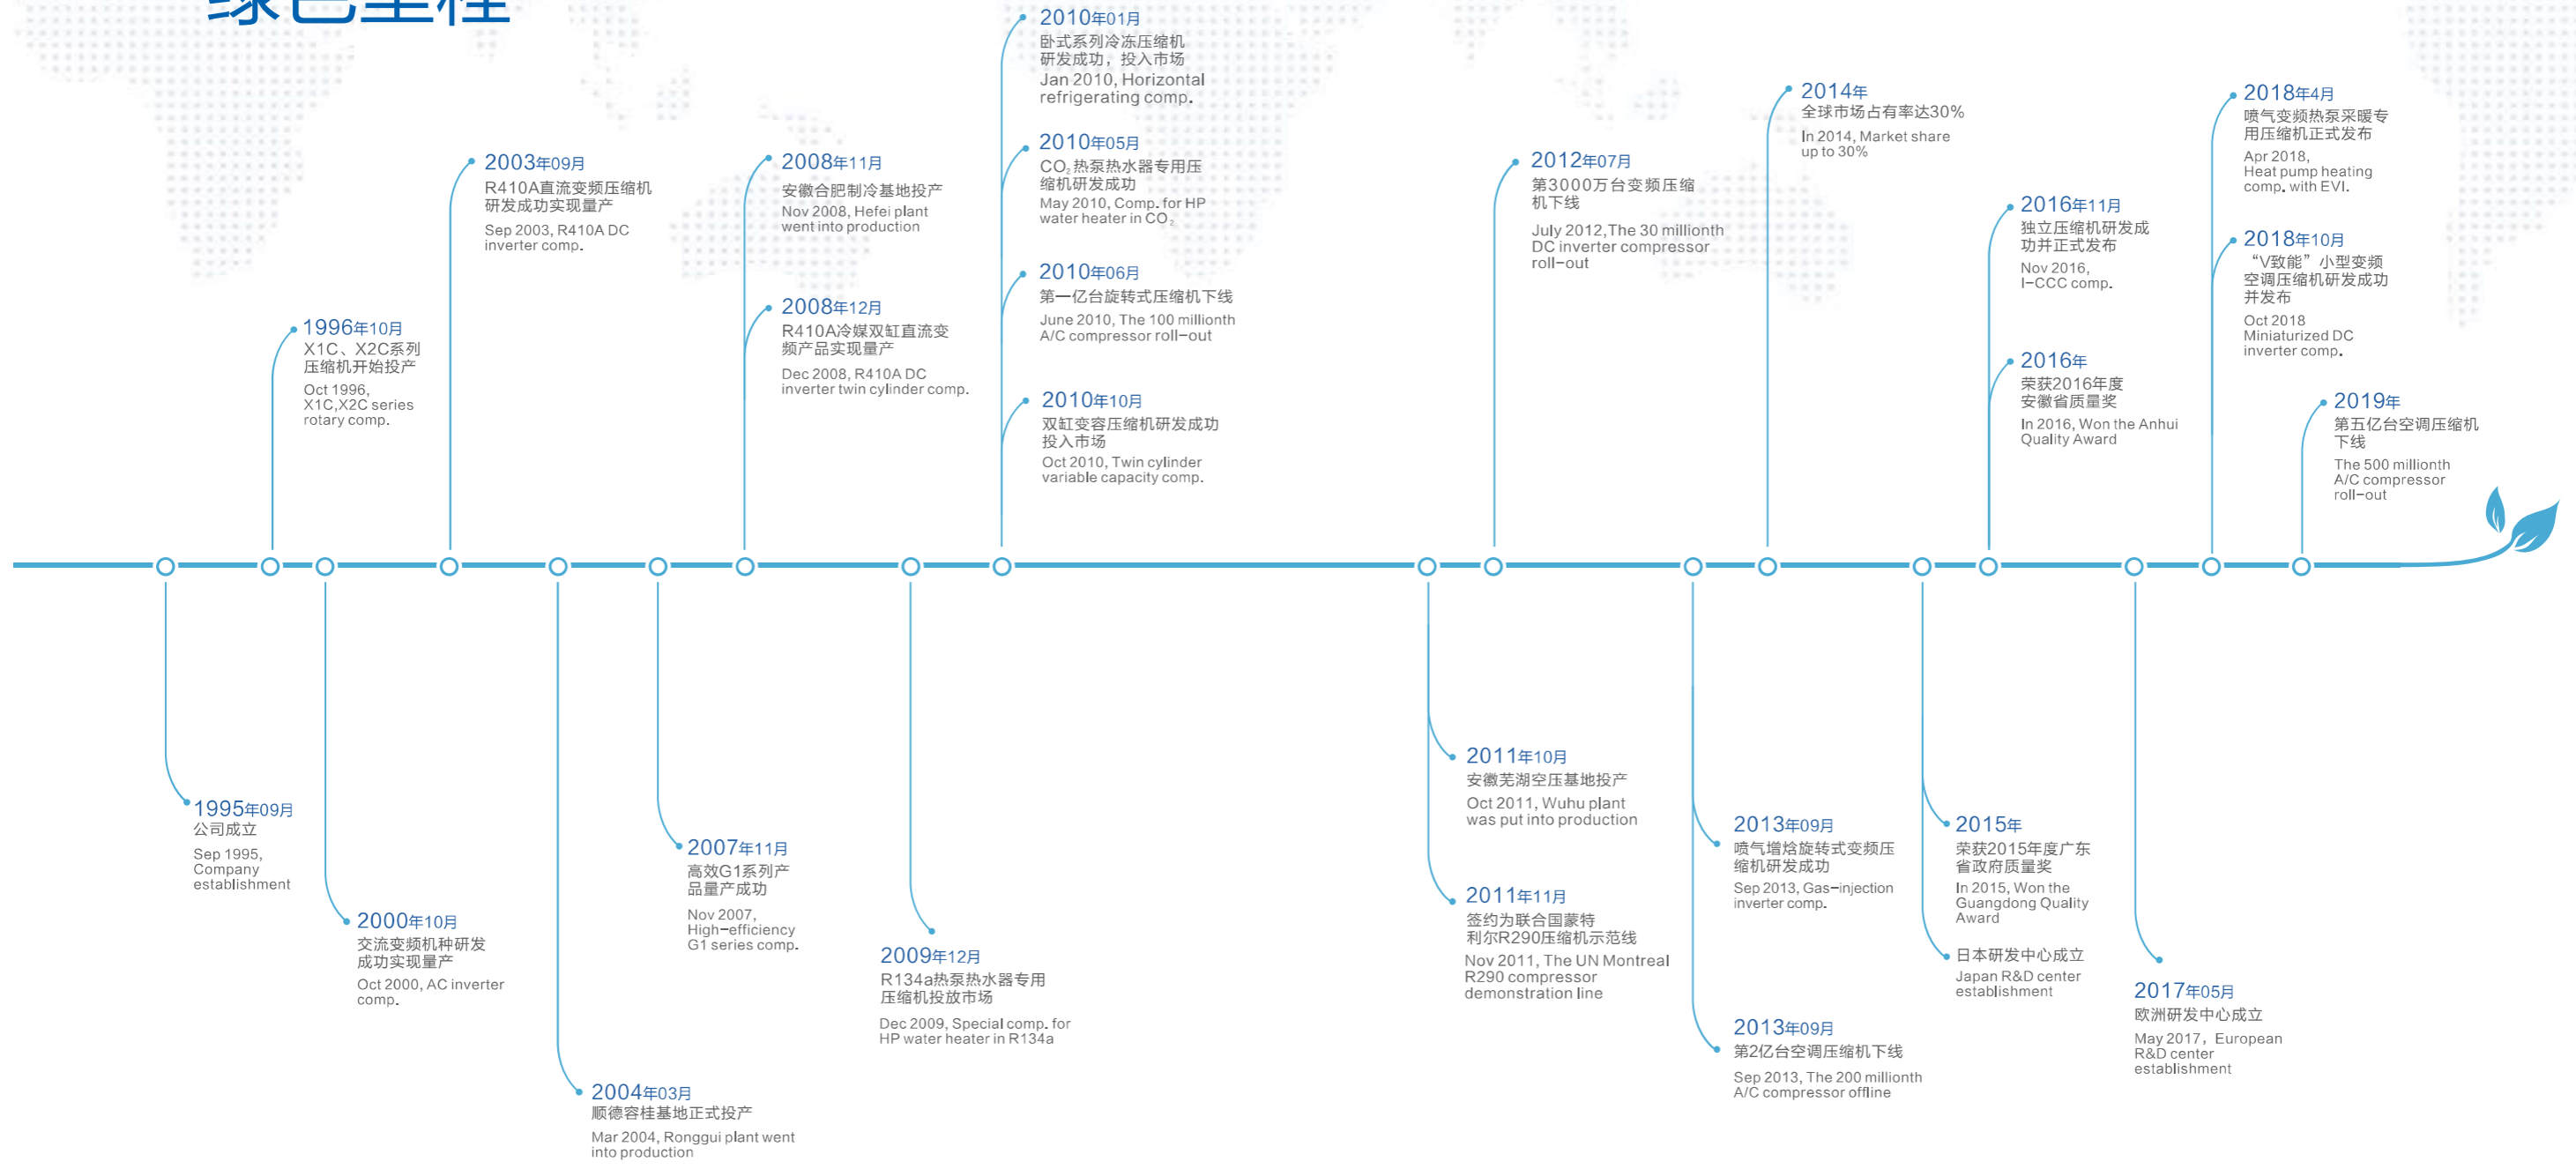 绿色里程
1995年09月
公司成立
Sep 1995,
Company
establishment
1996年10月
X1C、X2C系列
压缩机开始投产
Oct 1996,
X1C,X2C series
rotary comp.
2000年10月
交流变频机种研发
成功实现量产
Oct 2000, AC inverter
comp.
2003年09月
R410A直流变频压缩机
研发成功实现量产
Sep 2003, R410A DC
inverter comp.
2004年03月
顺德容桂基地正式投产
Mar 2004, Ronggui plant went
into production
2007年11月
高效G1系列产
品量产成功
Nov 2007,
High-efficiency
G1 series comp.
2008年11月
安徽合肥制冷基地投产
Nov 2008, Hefei plant
went into production
2008年12月
R410A冷媒双缸直流变
频产品实现量产
Dec 2008, R410A DC
inverter twin cylinder comp.
2009年12月
R134a热泵热水器专用
压缩机投放市场
Dec 2009, Special comp. for
HP water heater in R134a
2010年01月
卧式系列冷冻压缩机
研发成功，投入市场
Jan 2010, Horizontal
refrigerating comp.
2010年05月
CO₂热泵热水器专用压
缩机研发成功
May 2010, Comp. for HP
water heater in CO₂
2010年06月
第一亿台旋转式压缩机下线
June 2010, The 100 millionth
A/C compressor roll-out
2010年10月
双缸变容压缩机研发成功
投入市场
Oct 2010, Twin cylinder
variable capacity comp.
2011年10月
安徽芜湖空压基地投产
Oct 2011, Wuhu plant
was put into production
2011年11月
签约为联合国蒙特
利尔R290压缩机示范线
Nov 2011, The UN Montreal
R290 compressor
demonstration line
2012年07月
第3000万台变频压缩
机下线
July 2012,The 30 millionth
DC inverter compressor
roll-out
2013年09月
喷气增焓旋转式变频压
缩机研发成功
Sep 2013, Gas-injection
inverter comp.
2013年09月
第2亿台空调压缩机下线
Sep 2013, The 200 millionth
A/C compressor offline
2014年
全球市场占有率达30%
In 2014, Market share
up to 30%
2015年
荣获2015年度广东
省政府质量奖
In 2015, Won the
Guangdong Quality
Award
日本研发中心成立
Japan R&D center
establishment
2016年11月
独立压缩机研发成
功并正式发布
Nov 2016,
I-CCC comp.
2016年
荣获2016年度
安徽省质量奖
In 2016, Won the Anhui
Quality Award
2017年05月
欧洲研发中心成立
May 2017, European
R&D center
establishment
2018年4月
喷气变频热泵采暖专
用压缩机正式发布
Apr 2018,
Heat pump heating
comp. with EVI.
2018年10月
“V致能”小型变频
空调压缩机研发成功
并发布
Oct 2018
Miniaturized DC
inverter comp.
2019年
第五亿台空调压缩机
下线
The 500 millionth
A/C compressor
roll-out